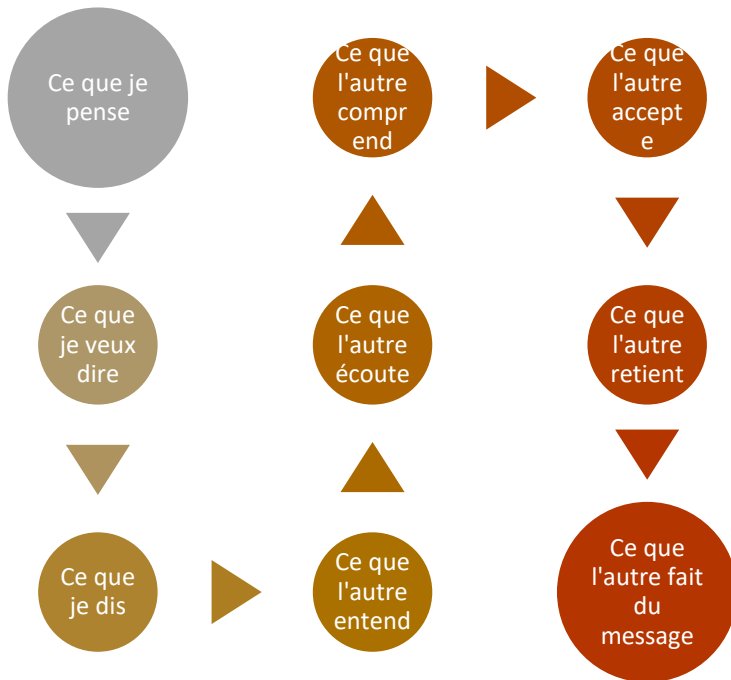 Ce que je
pense
Ce que
je veux
dire
Ce que
je dis
Ce que
l'autre
entend
Ce que
l'autre
écoute
Ce que
l'autre
compr
end
Ce que
l'autre
accept
e
Ce que
l'autre
retient
Ce que
l'autre fait
du
message